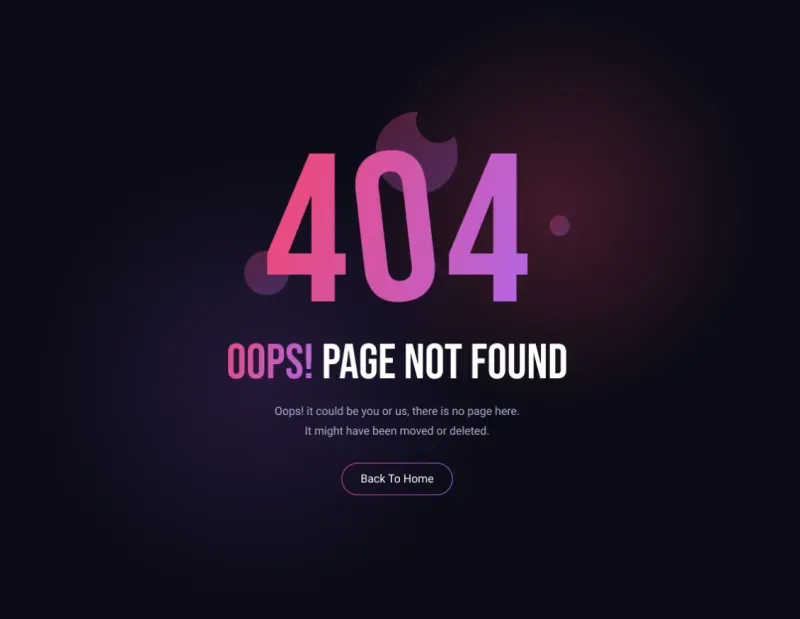 404
OOPS! PAGE NOT FOUND
Oops! it could be you or us, there is no page here.
It might have been moved or deleted.
Back To Home